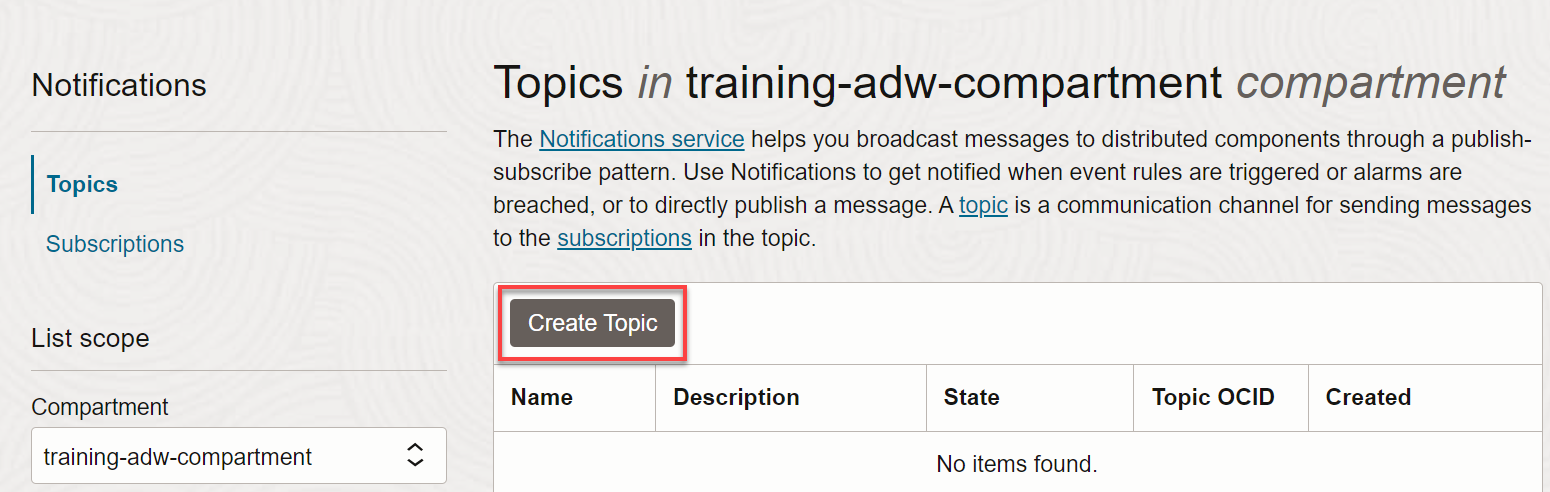 Notifications
Topics
Subscriptions
List scope
Compartment
training-adw-compartment
Topics in training-adw-compartment compartment
The Notifications service helps you broadcast messages to distributed components through a publish-
subscribe pattern. Use Notifications to get notified when event rules are triggered or alarms are
breached, or to directly publish a message. A topic is a communication channel for sending messages
to the subscriptions in the topic.
Create Topic
Name Description State Topic OCID Created
No items found.